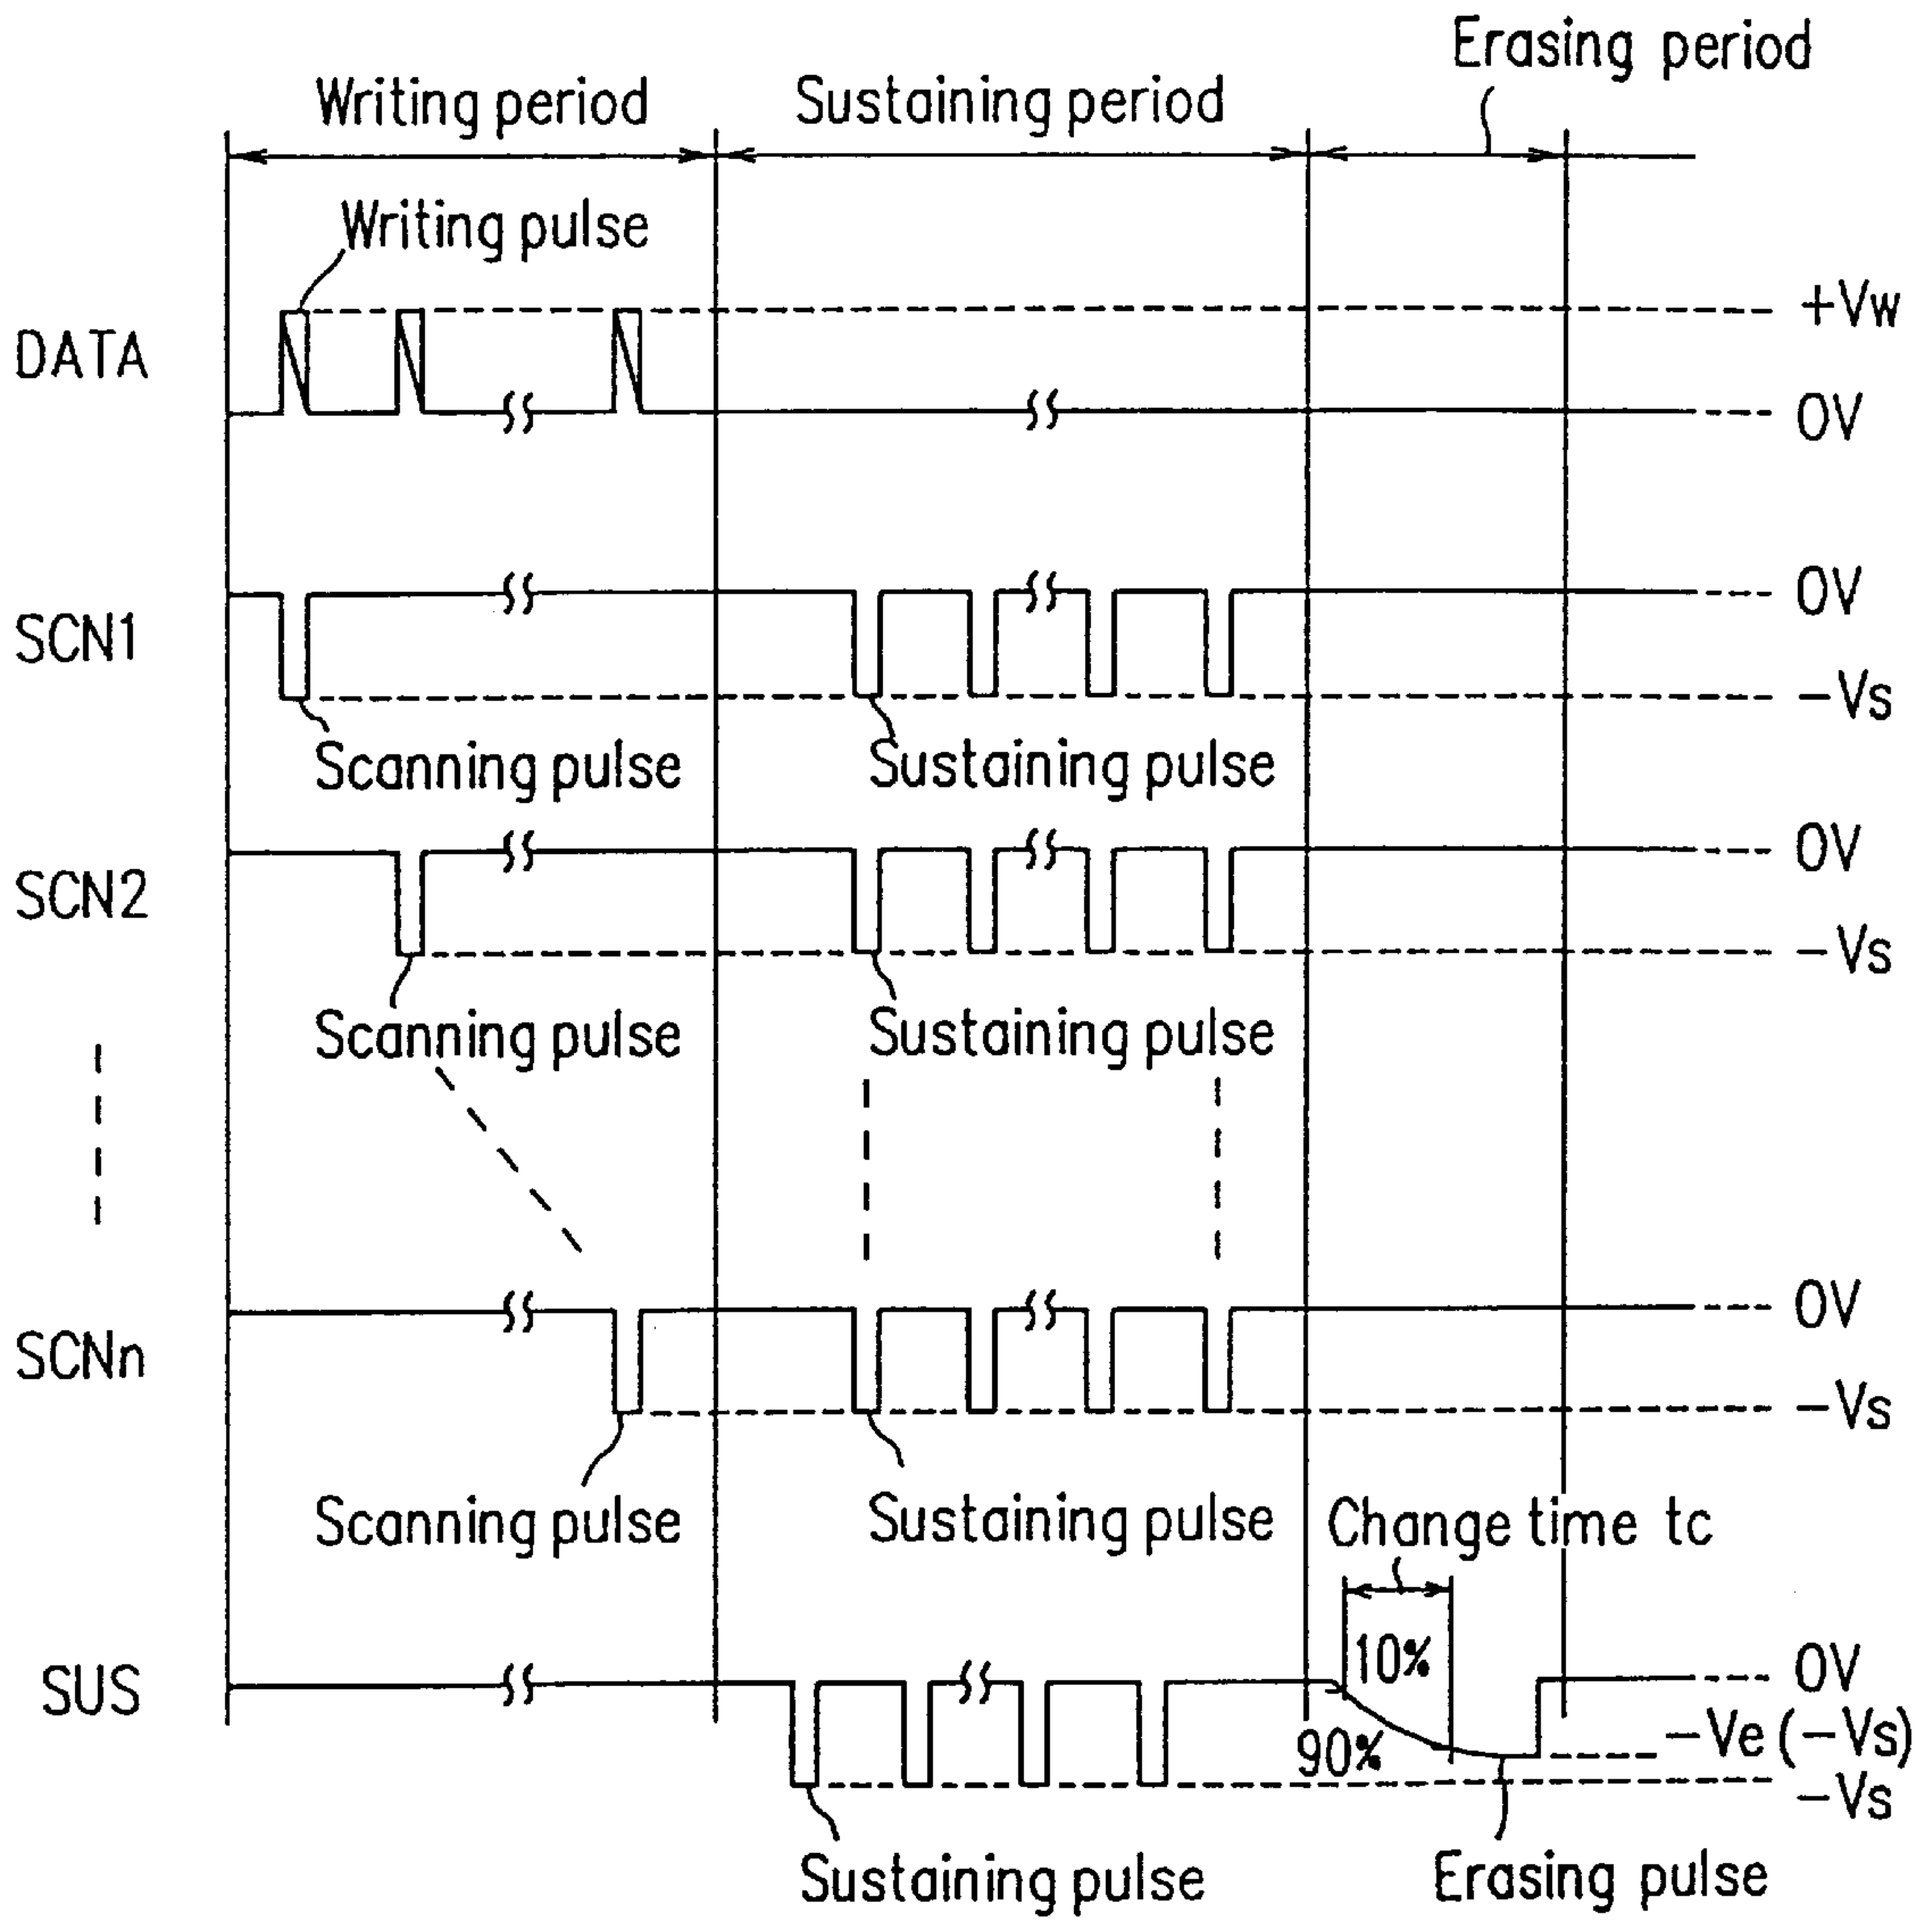 Erasing period
Writing period
Sustaining period
Writing pulse
DATA
+Vw
0V
SCN1
0V
-Vs
Scanning pulse
Sustaining pulse
SCN2
0V
-Vs
Scanning pulse
Sustaining pulse
SCNn
0V
-Vs
Scanning pulse
Sustaining pulse
Change time tc
SUS
10%
90%
0V
-Ve (-Vs)
-Vs
Sustaining pulse
Erasing pulse